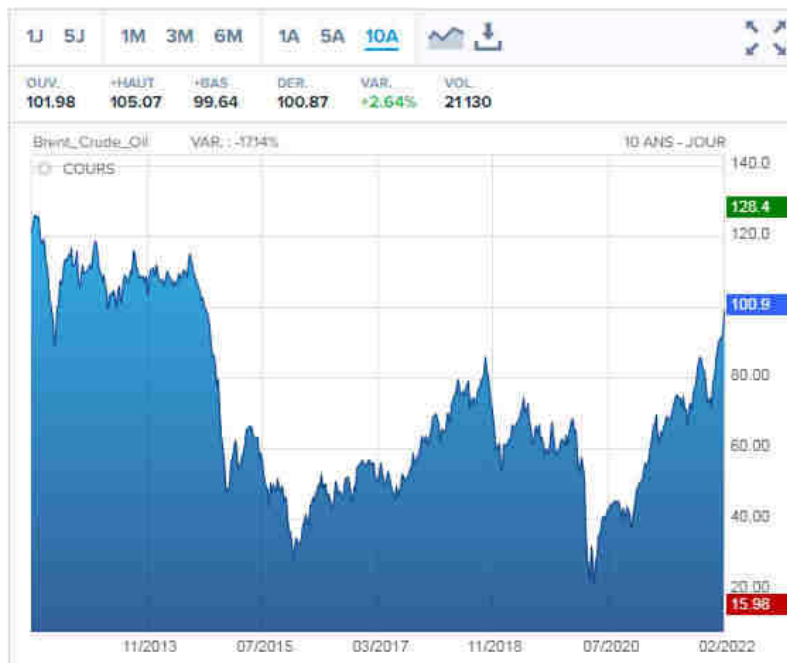 1J 5J 1M 3M 6M 1A 5A 10A
OUV. +HAUT +BAS DER. VAR. VOL.
101.98 105.07 99.64 100.87 +2.64% 21130
Brent_Crude_Oil VAR. : -17.14% 10 ANS - JOUR
COURS
140.0
128.4
120.0
100.9
80.00
60.00
40.00
20.00
15.98
11/2013 07/2015 03/2017 11/2018 07/2020 02/2022